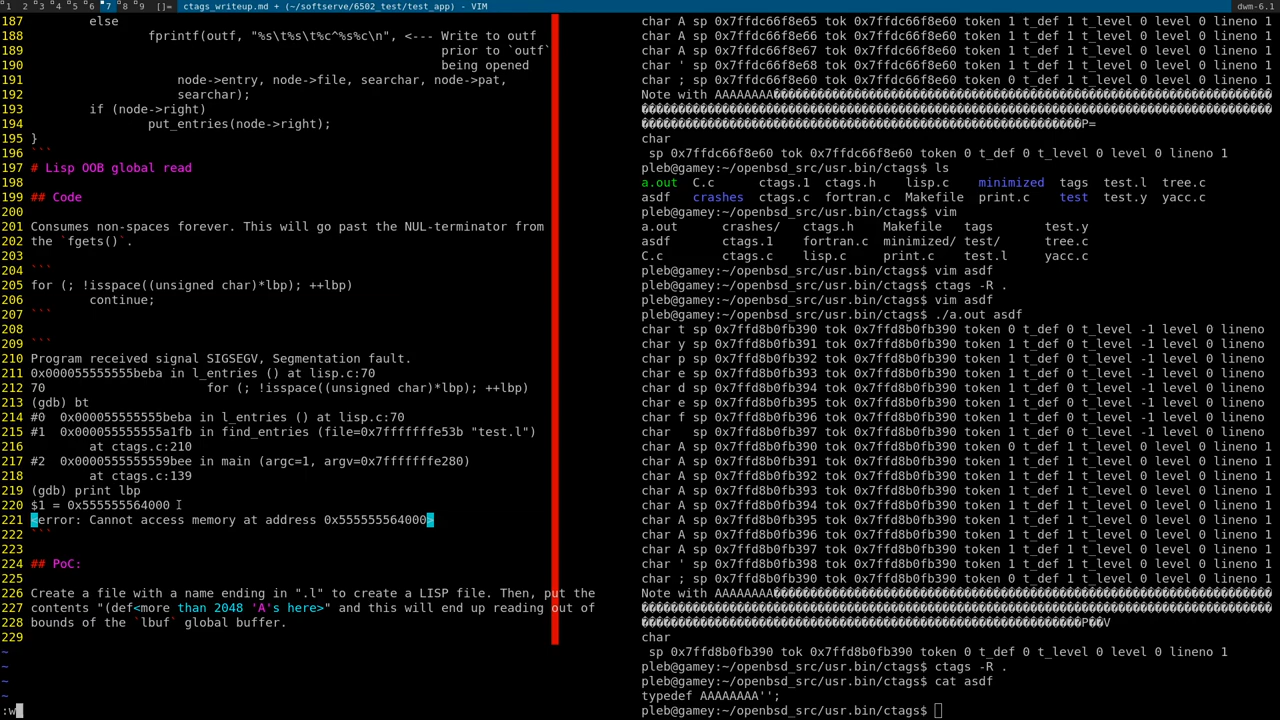 1 2 3 4 5 6 7 8 9 []= ctags_writeup.md + (~/softserve/6502_test/test_app) - VIM dwm-6.1
187 else
188 fprintf(outf, "%s\t%s\t%c^%s%c\n", <--- Write to outf
189 prior to `outf`
190 being opened
191 node->entry, node->file, searchar, node->pat,
192 searchar);
193 if (node->right)
194 put_entries(node->right);
195 }
196 ```
197 # Lisp OOB global read
198
199 ## Code
200
201 Consumes non-spaces forever. This will go past the NUL-terminator from
202 the `fgets()`.
203
204 ```
205 for (; !isspace((unsigned char)*lbp); ++lbp)
206 continue;
207 ```
208
209 ```
210 Program received signal SIGSEGV, Segmentation fault.
211 0x000055555555beba in l_entries () at lisp.c:70
212 70 for (; !isspace((unsigned char)*lbp); ++lbp)
213 (gdb) bt
214 #0 0x000055555555beba in l_entries () at lisp.c:70
215 #1 0x000055555555a1fb in find_entries (file=0x7fffffffe53b "test.l")
216 at ctags.c:210
217 #2 0x0000555555559bee in main (argc=1, argv=0x7fffffffe280)
218 at ctags.c:139
219 (gdb) print lbp
220 $1 = 0x555555564000
221 <error: Cannot access memory at address 0x555555564000>
222 ```
223
224 ## PoC:
225
226 Create a file with a name ending in ".l" to create a LISP file. Then, put the
227 contents "(def<more than 2048 'A's here>" and this will end up reading out of
228 bounds of the `lbuf` global buffer.
229
~
~
~
~
:w
char A sp 0x7ffdc66f8e65 tok 0x7ffdc66f8e60 token 1 t_def 1 t_level 0 level 0 lineno 1
char A sp 0x7ffdc66f8e66 tok 0x7ffdc66f8e60 token 1 t_def 1 t_level 0 level 0 lineno 1
char A sp 0x7ffdc66f8e67 tok 0x7ffdc66f8e60 token 1 t_def 1 t_level 0 level 0 lineno 1
char ' sp 0x7ffdc66f8e68 tok 0x7ffdc66f8e60 token 1 t_def 1 t_level 0 level 0 lineno 1
char ; sp 0x7ffdc66f8e60 tok 0x7ffdc66f8e60 token 0 t_def 1 t_level 0 level 0 lineno 1
Note with AAAAAAAA
P=
char
sp 0x7ffdc66f8e60 tok 0x7ffdc66f8e60 token 0 t_def 0 t_level 0 level 0 lineno 1
pleb@gamey:~/openbsd_src/usr.bin/ctags$ ls
a.out C.c ctags.1 ctags.h lisp.c minimized tags test.l tree.c
asdf crashes ctags.c fortran.c Makefile print.c test test.y yacc.c
pleb@gamey:~/openbsd_src/usr.bin/ctags$ vim
a.out crashes/ ctags.h Makefile tags test.y
asdf ctags.1 fortran.c minimized/ test/ tree.c
C.c ctags.c lisp.c print.c test.l yacc.c
pleb@gamey:~/openbsd_src/usr.bin/ctags$ vim asdf
pleb@gamey:~/openbsd_src/usr.bin/ctags$ ctags -R .
pleb@gamey:~/openbsd_src/usr.bin/ctags$ vim asdf
pleb@gamey:~/openbsd_src/usr.bin/ctags$ ./a.out asdf
char t sp 0x7ffd8b0fb390 tok 0x7ffd8b0fb390 token 0 t_def 0 t_level -1 level 0 lineno
char y sp 0x7ffd8b0fb391 tok 0x7ffd8b0fb390 token 1 t_def 0 t_level -1 level 0 lineno
char p sp 0x7ffd8b0fb392 tok 0x7ffd8b0fb390 token 1 t_def 0 t_level -1 level 0 lineno
char e sp 0x7ffd8b0fb393 tok 0x7ffd8b0fb390 token 1 t_def 0 t_level -1 level 0 lineno
char d sp 0x7ffd8b0fb394 tok 0x7ffd8b0fb390 token 1 t_def 0 t_level -1 level 0 lineno
char e sp 0x7ffd8b0fb395 tok 0x7ffd8b0fb390 token 1 t_def 0 t_level -1 level 0 lineno
char f sp 0x7ffd8b0fb396 tok 0x7ffd8b0fb390 token 1 t_def 0 t_level -1 level 0 lineno
char sp 0x7ffd8b0fb397 tok 0x7ffd8b0fb390 token 1 t_def 0 t_level -1 level 0 lineno
char A sp 0x7ffd8b0fb390 tok 0x7ffd8b0fb390 token 0 t_def 1 t_level 0 level 0 lineno 1
char A sp 0x7ffd8b0fb391 tok 0x7ffd8b0fb390 token 1 t_def 1 t_level 0 level 0 lineno 1
char A sp 0x7ffd8b0fb392 tok 0x7ffd8b0fb390 token 1 t_def 1 t_level 0 level 0 lineno 1
char A sp 0x7ffd8b0fb393 tok 0x7ffd8b0fb390 token 1 t_def 1 t_level 0 level 0 lineno 1
char A sp 0x7ffd8b0fb394 tok 0x7ffd8b0fb390 token 1 t_def 1 t_level 0 level 0 lineno 1
char A sp 0x7ffd8b0fb395 tok 0x7ffd8b0fb390 token 1 t_def 1 t_level 0 level 0 lineno 1
char A sp 0x7ffd8b0fb396 tok 0x7ffd8b0fb390 token 1 t_def 1 t_level 0 level 0 lineno 1
char A sp 0x7ffd8b0fb397 tok 0x7ffd8b0fb390 token 1 t_def 1 t_level 0 level 0 lineno 1
char ' sp 0x7ffd8b0fb398 tok 0x7ffd8b0fb390 token 1 t_def 1 t_level 0 level 0 lineno 1
char ; sp 0x7ffd8b0fb390 tok 0x7ffd8b0fb390 token 0 t_def 1 t_level 0 level 0 lineno 1
Note with AAAAAAAA
P��V
char
sp 0x7ffd8b0fb390 tok 0x7ffd8b0fb390 token 0 t_def 0 t_level 0 level 0 lineno 1
pleb@gamey:~/openbsd_src/usr.bin/ctags$ ctags -R .
pleb@gamey:~/openbsd_src/usr.bin/ctags$ cat asdf
typedef AAAAAAAA'';
pleb@gamey:~/openbsd_src/usr.bin/ctags$